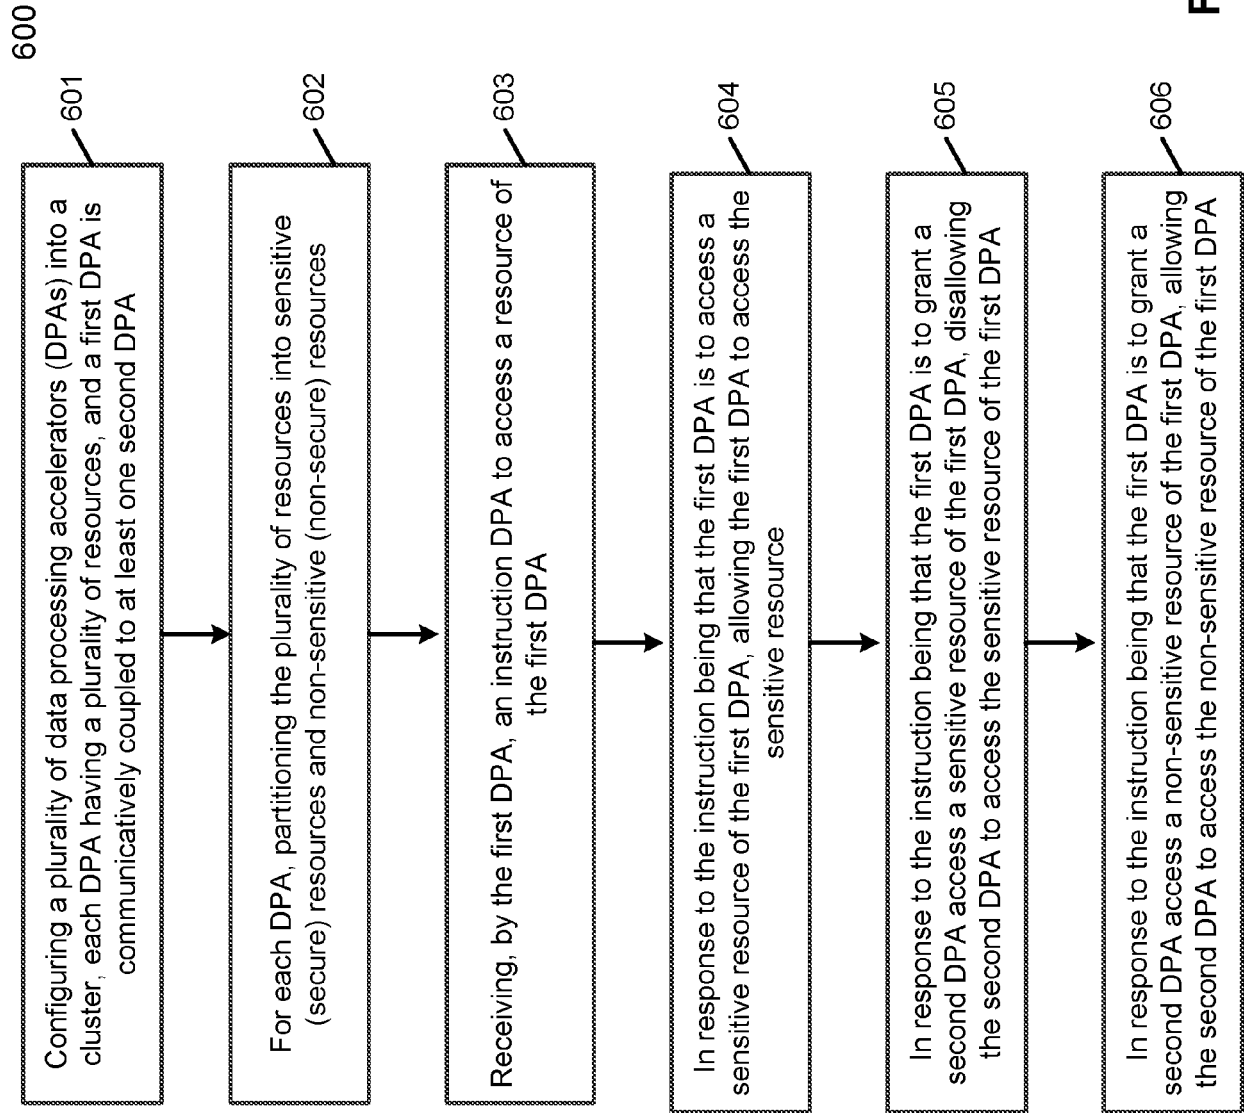 600
601
Configuring a plurality of data processing accelerators (DPAs) into a
cluster, each DPA having a plurality of resources, and a first DPA is
communicatively coupled to at least one second DPA
602
For each DPA, partitioning the plurality of resources into sensitive
(secure) resources and non-sensitive (non-secure) resources
603
Receiving, by the first DPA, an instruction DPA to access a resource of
the first DPA
604
In response to the instruction being that the first DPA is to access a
sensitive resource of the first DPA, allowing the first DPA to access the
sensitive resource
605
In response to the instruction being that the first DPA is to grant a
second DPA access a sensitive resource of the first DPA, disallowing
the second DPA to access the sensitive resource of the first DPA
606
In response to the instruction being that the first DPA is to grant a
second DPA access a non-sensitive resource of the first DPA, allowing
the second DPA to access the non-sensitive resource of the first DPA